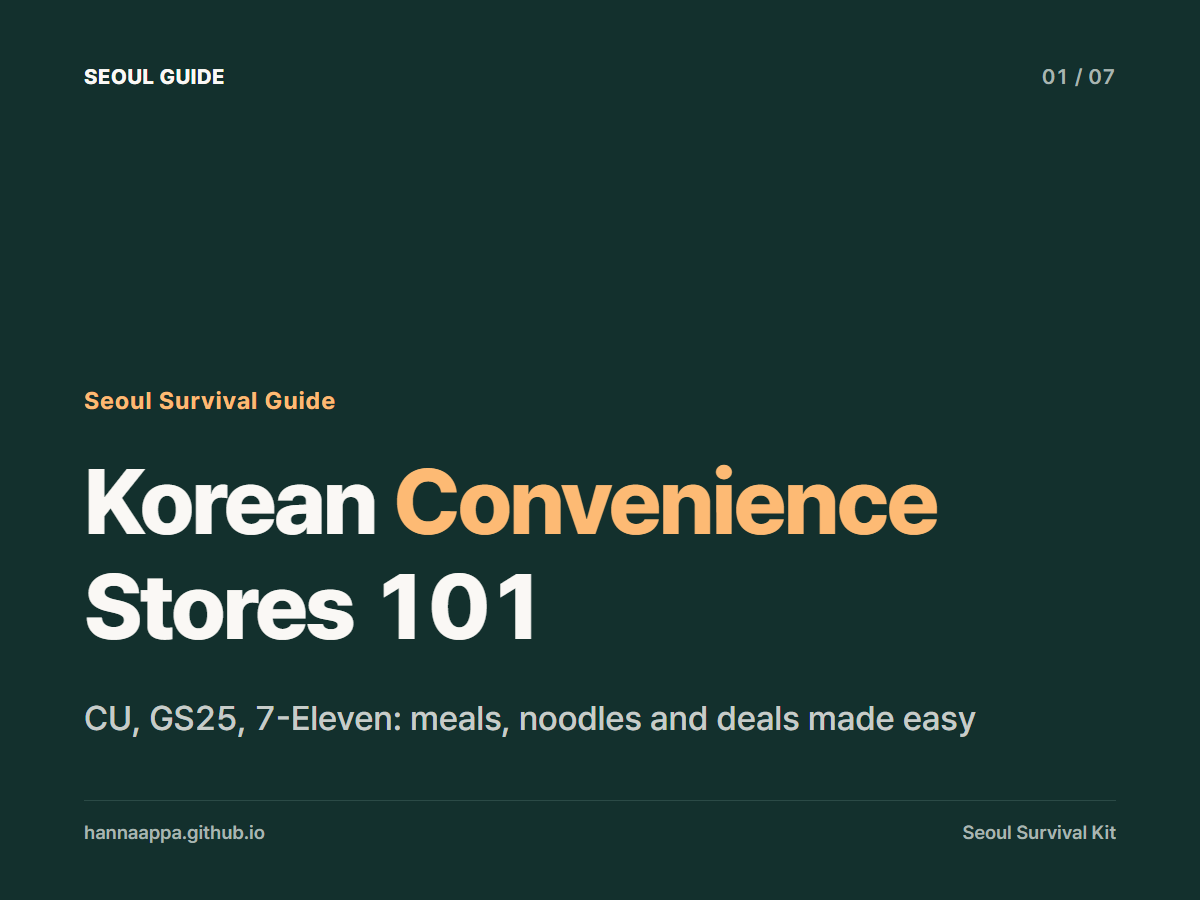 SEOUL GUIDE
01 / 07
Seoul Survival Guide
Korean Convenience
Stores 101
CU, GS25, 7-Eleven: meals, noodles and deals made easy
hannaappa.github.io
Seoul Survival Kit